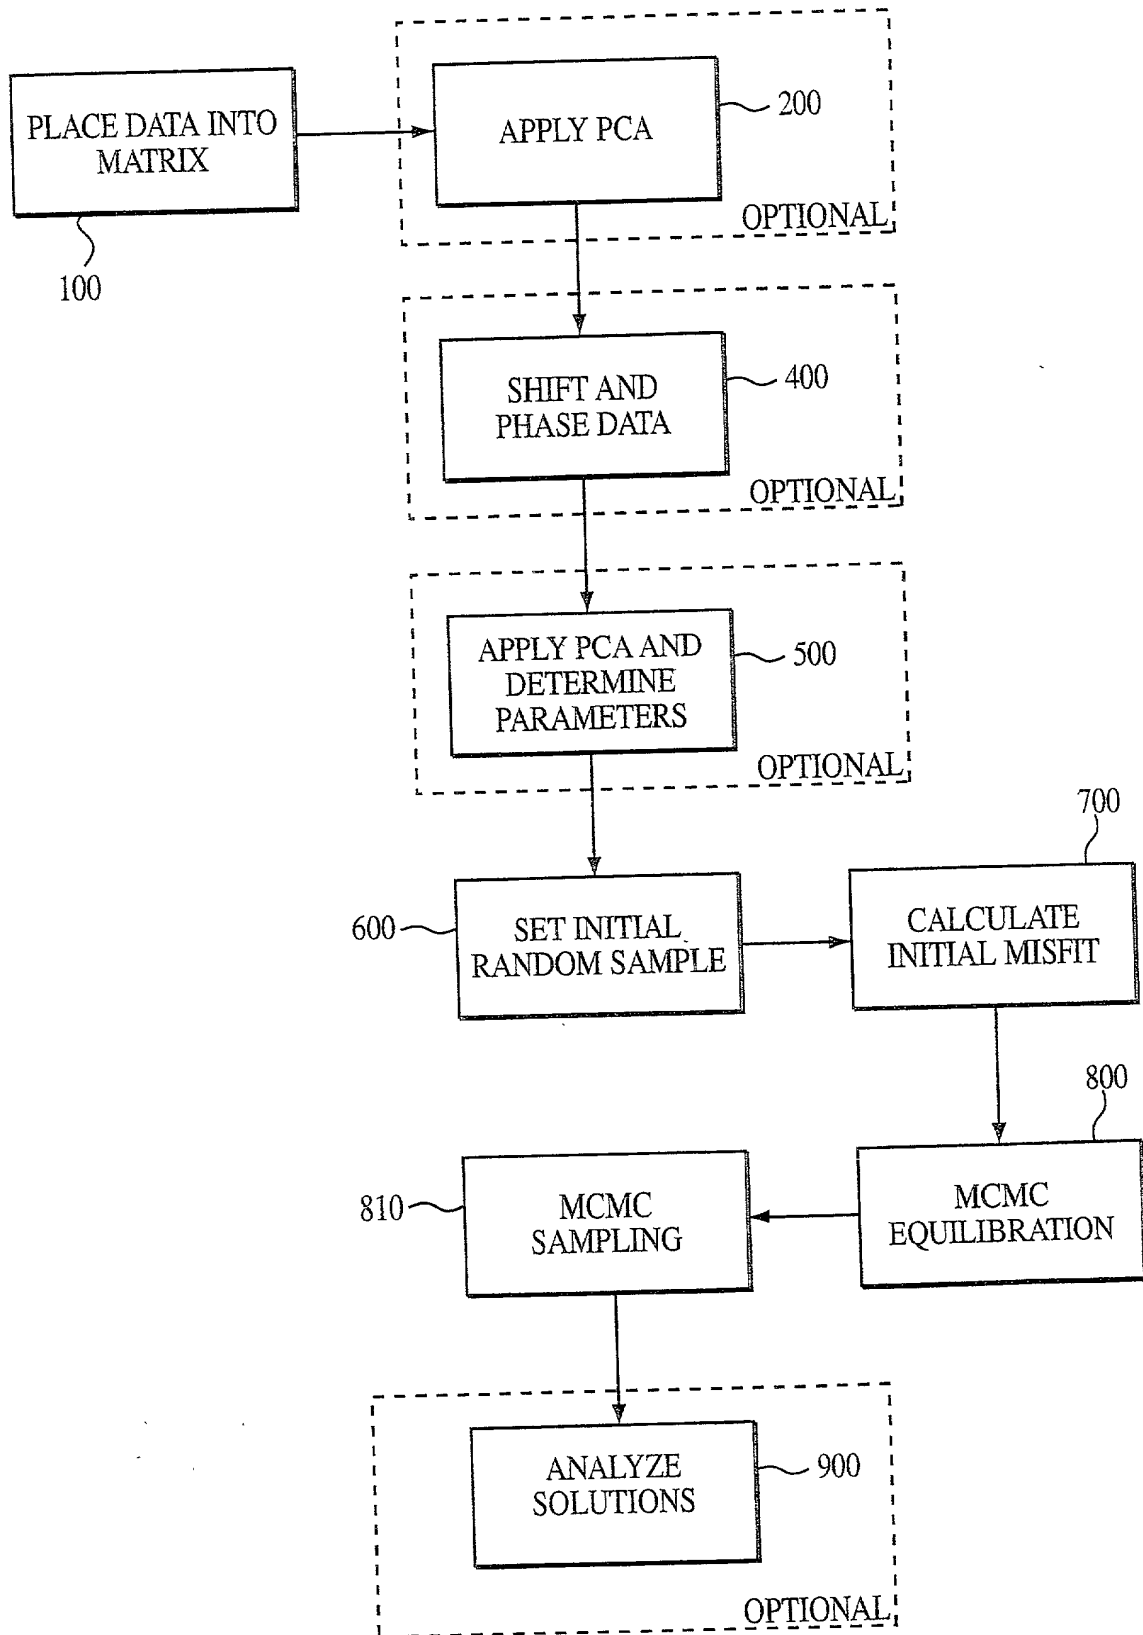 PLACE DATA INTO
MATRIX
100
APPLY PCA
200
OPTIONAL
SHIFT AND
PHASE DATA
400
OPTIONAL
APPLY PCA AND
DETERMINE
PARAMETERS
500
OPTIONAL
600
SET INITIAL
RANDOM SAMPLE
700
CALCULATE
INITIAL MISFIT
800
MCMC
EQUILIBRATION
810
MCMC
SAMPLING
ANALYZE
SOLUTIONS
900
OPTIONAL